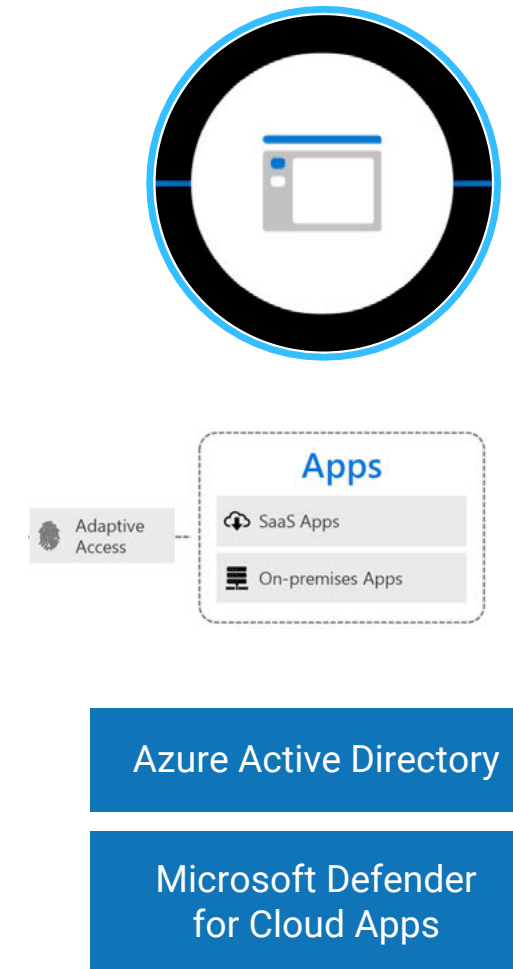 Apps
Adaptive
Access
SaaS Apps
On-premises Apps
Azure Active Directory
Microsoft Defender
for Cloud Apps